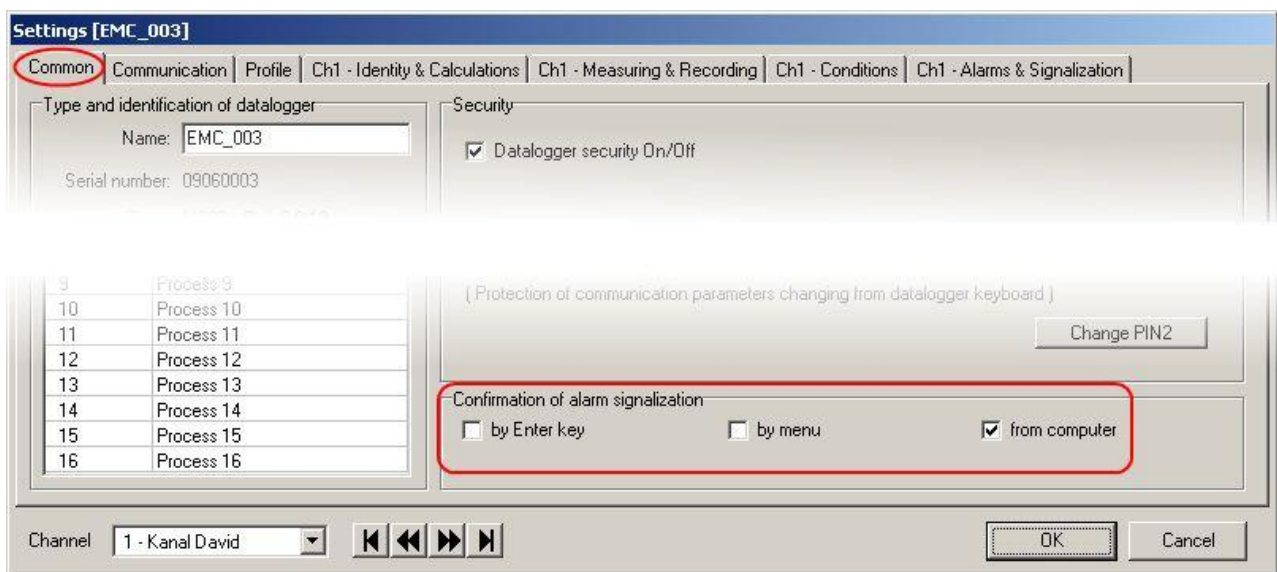 Settings [EMC_003]
Common Communication Profile Ch1 - Identity & Calculations Ch1 - Measuring & Recording Ch1 - Conditions Ch1 - Alarms & Signalization
Type and identification of datalogger
Name: EMC_003
Serial number: 09060003
Security
Datalogger security On/Off
9 Process 9
10 Process 10
11 Process 11
12 Process 12
13 Process 13
14 Process 14
15 Process 15
16 Process 16
( Protection of communication parameters changing from datalogger keyboard )
Change PIN2
Confirmation of alarm signalization
by Enter key by menu from computer
Channel 1 - Kanal David
OK Cancel